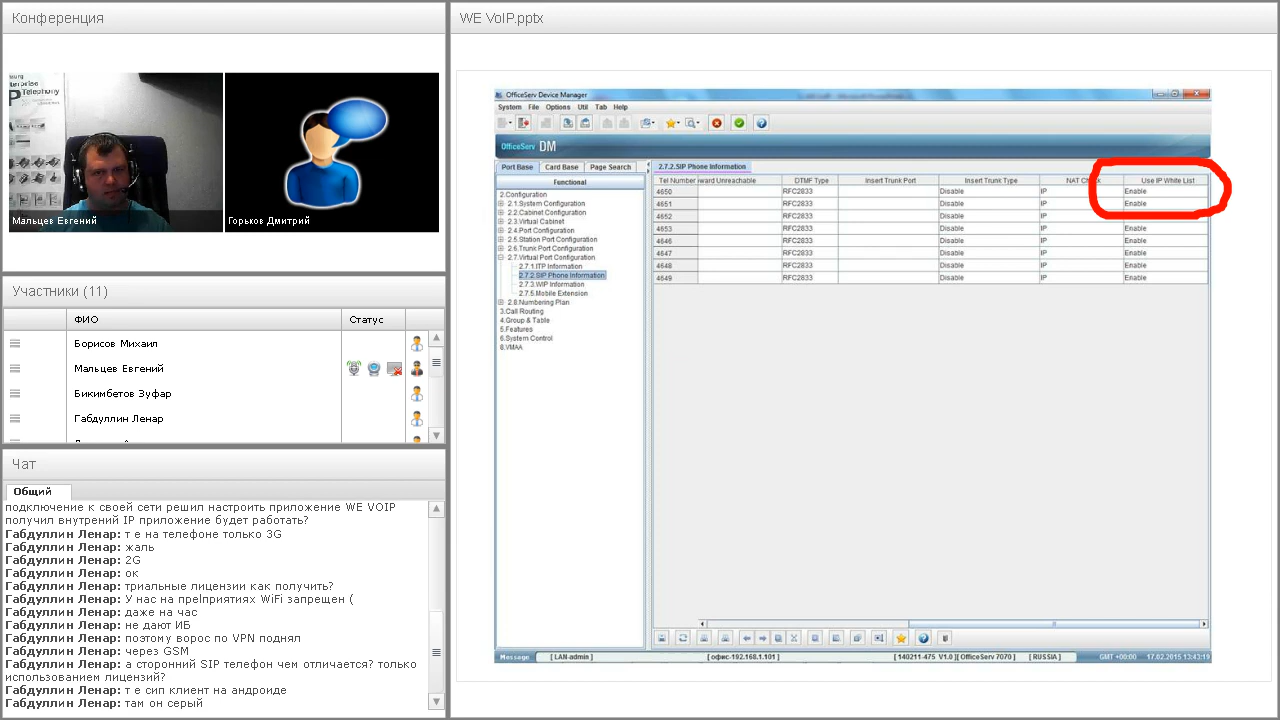 Конференция
Мальцев Евгений
Горьков Дмитрий
Участники (11)
ФИО Статус
Борисов Михаил
Мальцев Евгений
Бикимбетов Зуфар
Габдуллин Ленар
Чат
Общий
подключение к своей сети решил настроить приложение WE VOIP
получил внутрений IP приложение будет работать?
Габдуллин Ленар: т е на телефоне только 3G
Габдуллин Ленар: жаль
Габдуллин Ленар: 2G
Габдуллин Ленар: ок
Габдуллин Ленар: триальные лицензии как получить?
Габдуллин Ленар: У нас на преlприятиях WiFi запрещен (
Габдуллин Ленар: даже на час
Габдуллин Ленар: не дают ИБ
Габдуллин Ленар: поэтому ворос по VPN поднял
Габдуллин Ленар: через GSM
Габдуллин Ленар: а сторонний SIP телефон чем отличается? только
использованием лицензий?
Габдуллин Ленар: т е сип клиент на андроиде
Габдуллин Ленар: там он серый
WE VoIP.pptx
OfficeServ Device Manager
System File Options Util Tab Help
OfficeServ DM
Port Base Card Base Page Search
Functional
2.Configuration
2.1.System Configuration
2.2.Cabinet Configuration
2.3.Virtual Cabinet
2.4.Port Configuration
2.5.Station Port Configuration
2.6.Trunk Port Configuration
2.7.Virtual Port Configuration
2.7.1.ITP Information
2.7.2.SIP Phone Information
2.7.3.WIP Information
2.7.5.Mobile Extension
2.8.Numbering Plan
3.Call Routing
4.Group & Table
5.Features
6.System Control
8.VMAA
2.7.2.SIP Phone Information
Tel Number rward Unreachable DTMF Type Insert Trunk Port Insert Trunk Type Use IP White List
4650 RFC2833 Disable IP Enable
4651 RFC2833 Disable IP Enable
4652 RFC2833 Disable IP Enable
4653 RFC2833 Disable IP Enable
4646 RFC2833 Disable IP Enable
4647 RFC2833 Disable IP Enable
4648 RFC2833 Disable IP Enable
4649 RFC2833 Disable IP Enable
Message [ LAN-admin ] [ офис-192.168.1.101 ] [ 140211-475 V1.0 ][ OfficeServ 7070 ] [ RUSSIA ] GMT +00:00 17.02.2015 13:43:19